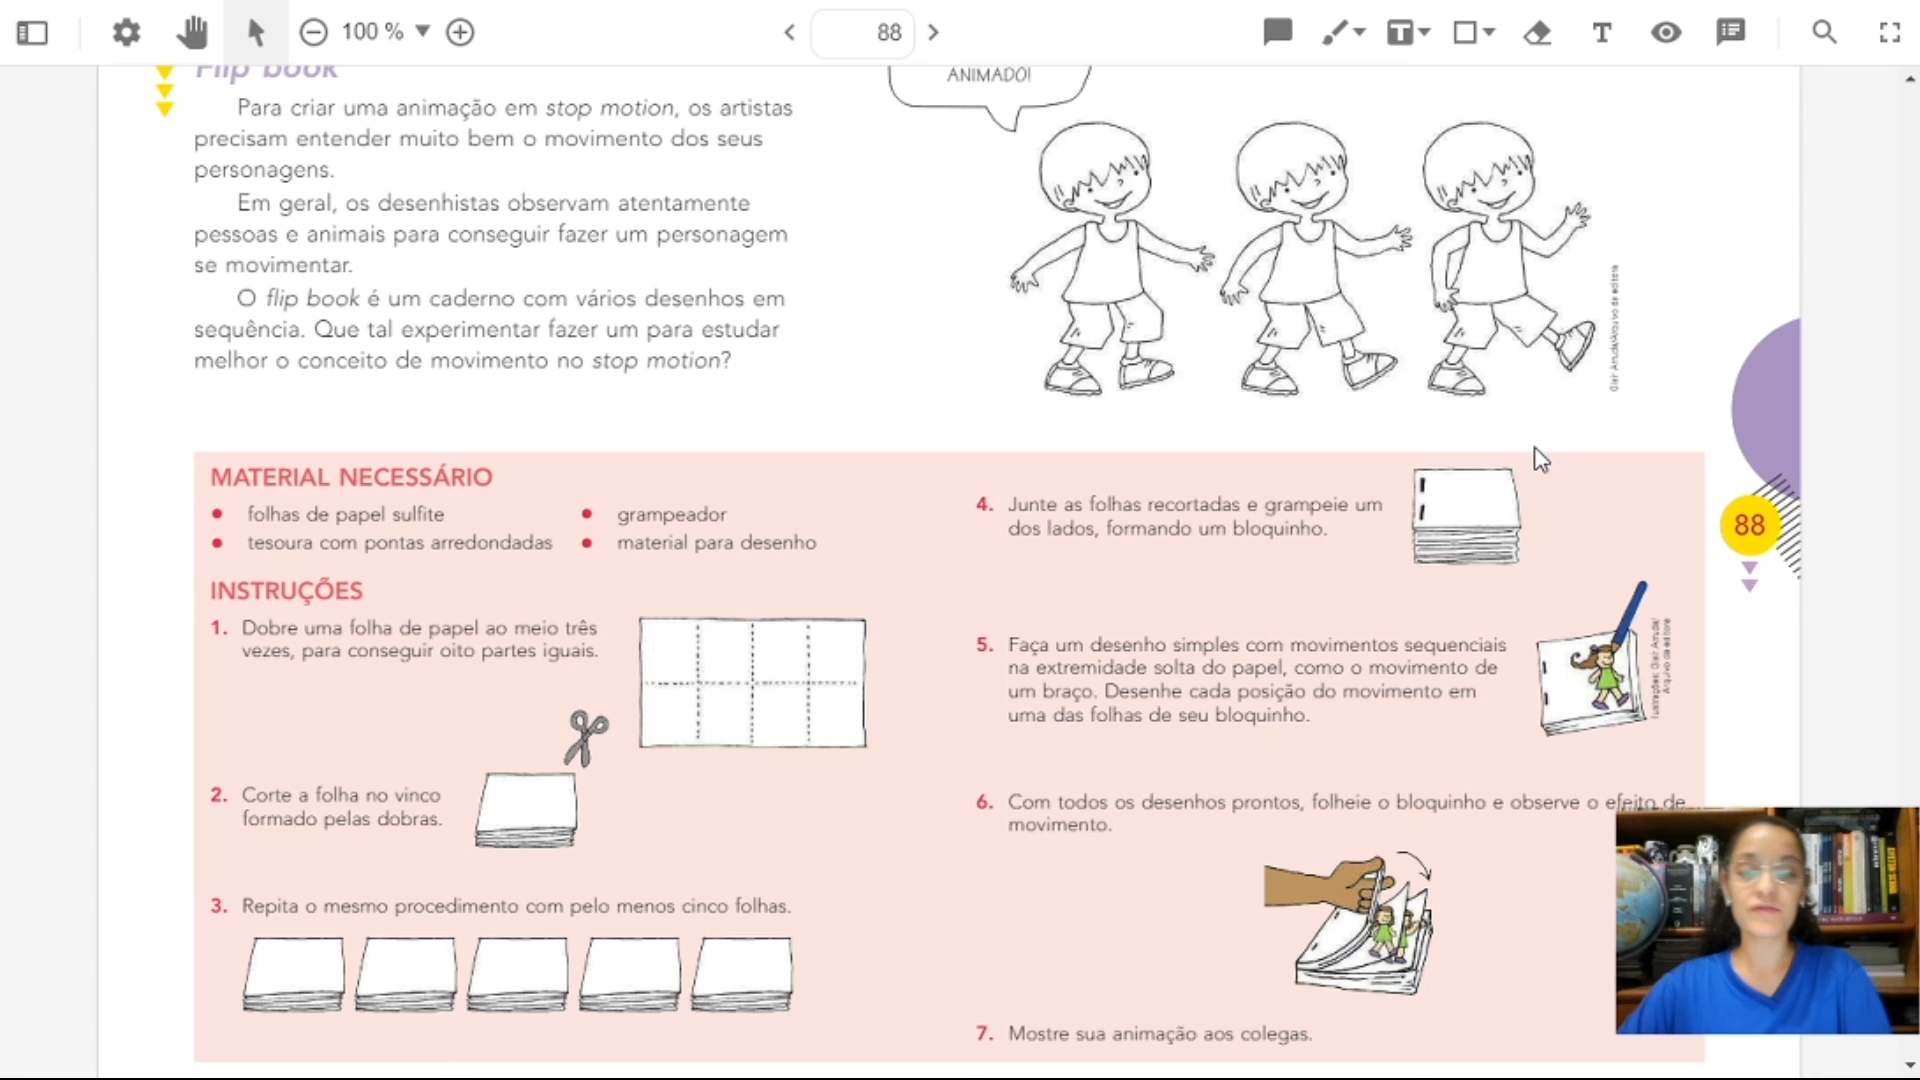 100 %
88
Flip book
Para criar uma animação em stop motion, os artistas
precisam entender muito bem o movimento dos seus
personagens.
Em geral, os desenhistas observam atentamente
pessoas e animais para conseguir fazer um personagem
se movimentar.
O flip book é um caderno com vários desenhos em
sequência. Que tal experimentar fazer um para estudar
melhor o conceito de movimento no stop motion?
ANIMADO!
MATERIAL NECESSÁRIO
folhas de papel sulfite
tesoura com pontas arredondadas
grampeador
material para desenho
INSTRUÇÕES
1. Dobre uma folha de papel ao meio três
vezes, para conseguir oito partes iguais.
2. Corte a folha no vinco
formado pelas dobras.
3. Repita o mesmo procedimento com pelo menos cinco folhas.
4. Junte as folhas recortadas e grampeie um
dos lados, formando um bloquinho.
5. Faça um desenho simples com movimentos sequenciais
na extremidade solta do papel, como o movimento de
um braço. Desenhe cada posição do movimento em
uma das folhas de seu bloquinho.
6. Com todos os desenhos prontos, folheie o bloquinho e observe o efeito de
movimento.
7. Mostre sua animação aos colegas.
88